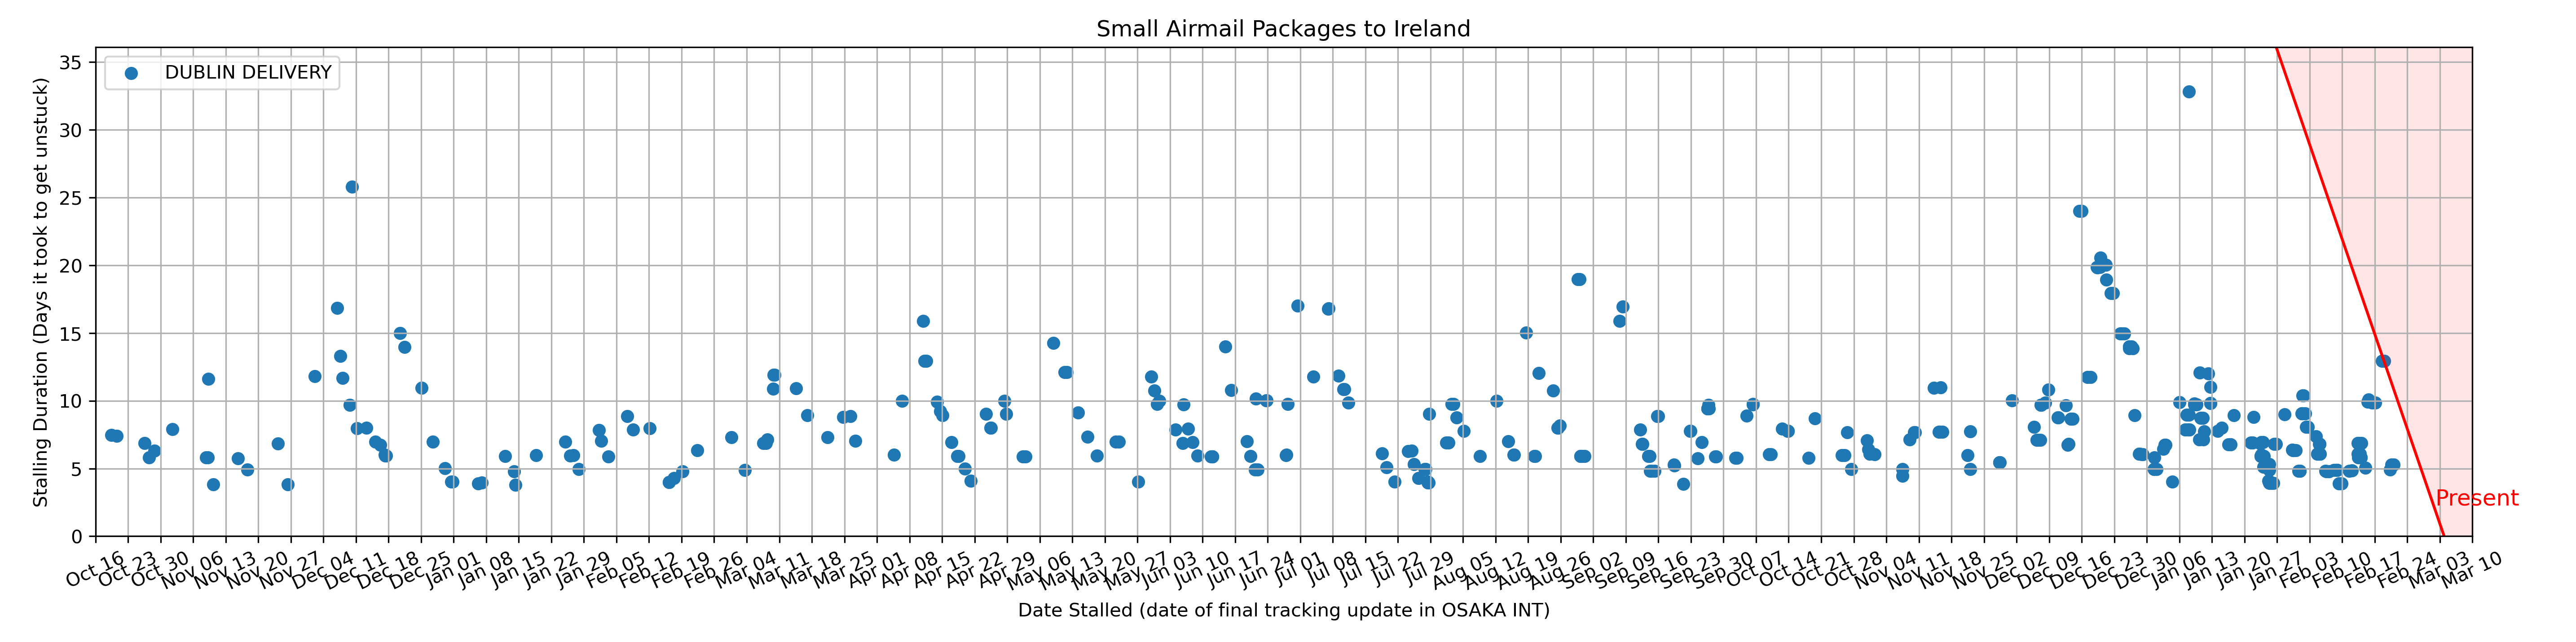 Small Airmail Packages to Ireland
DUBLIN DELIVERY
Stalling Duration (Days it took to get unstuck)
35
30
25
20
15
10
5
0
Present
Oct 16 Oct 23 Oct 30 Nov 06 Nov 13 Nov 20 Nov 27 Dec 04 Dec 11 Dec 18 Dec 25 Jan 01 Jan 08 Jan 15 Jan 22 Jan 29 Feb 05 Feb 12 Feb 19 Feb 26 Mar 04 Mar 11 Mar 18 Mar 25 Apr 01 Apr 08 Apr 15 Apr 22 Apr 29 May 06 May 13 May 20 May 27 Jun 03 Jun 10 Jun 17 Jun 24 Jul 01 Jul 08 Jul 15 Jul 22 Jul 29 Aug 05 Aug 12 Aug 19 Aug 26 Sep 02 Sep 09 Sep 16 Sep 23 Sep 30 Oct 07 Oct 14 Oct 21 Oct 28 Nov 04 Nov 11 Nov 18 Nov 25 Dec 02 Dec 09 Dec 16 Dec 23 Dec 30 Jan 06 Jan 13 Jan 20 Jan 27 Feb 03 Feb 10 Feb 17 Feb 24 Mar 03 Mar 10
Date Stalled (date of final tracking update in OSAKA INT)